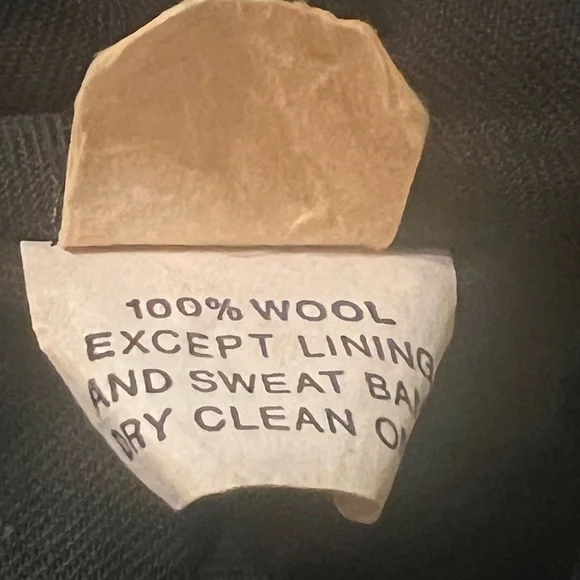 100% WOOL
EXCEPT LINING
AND SWEAT BA
DRY CLEAN O